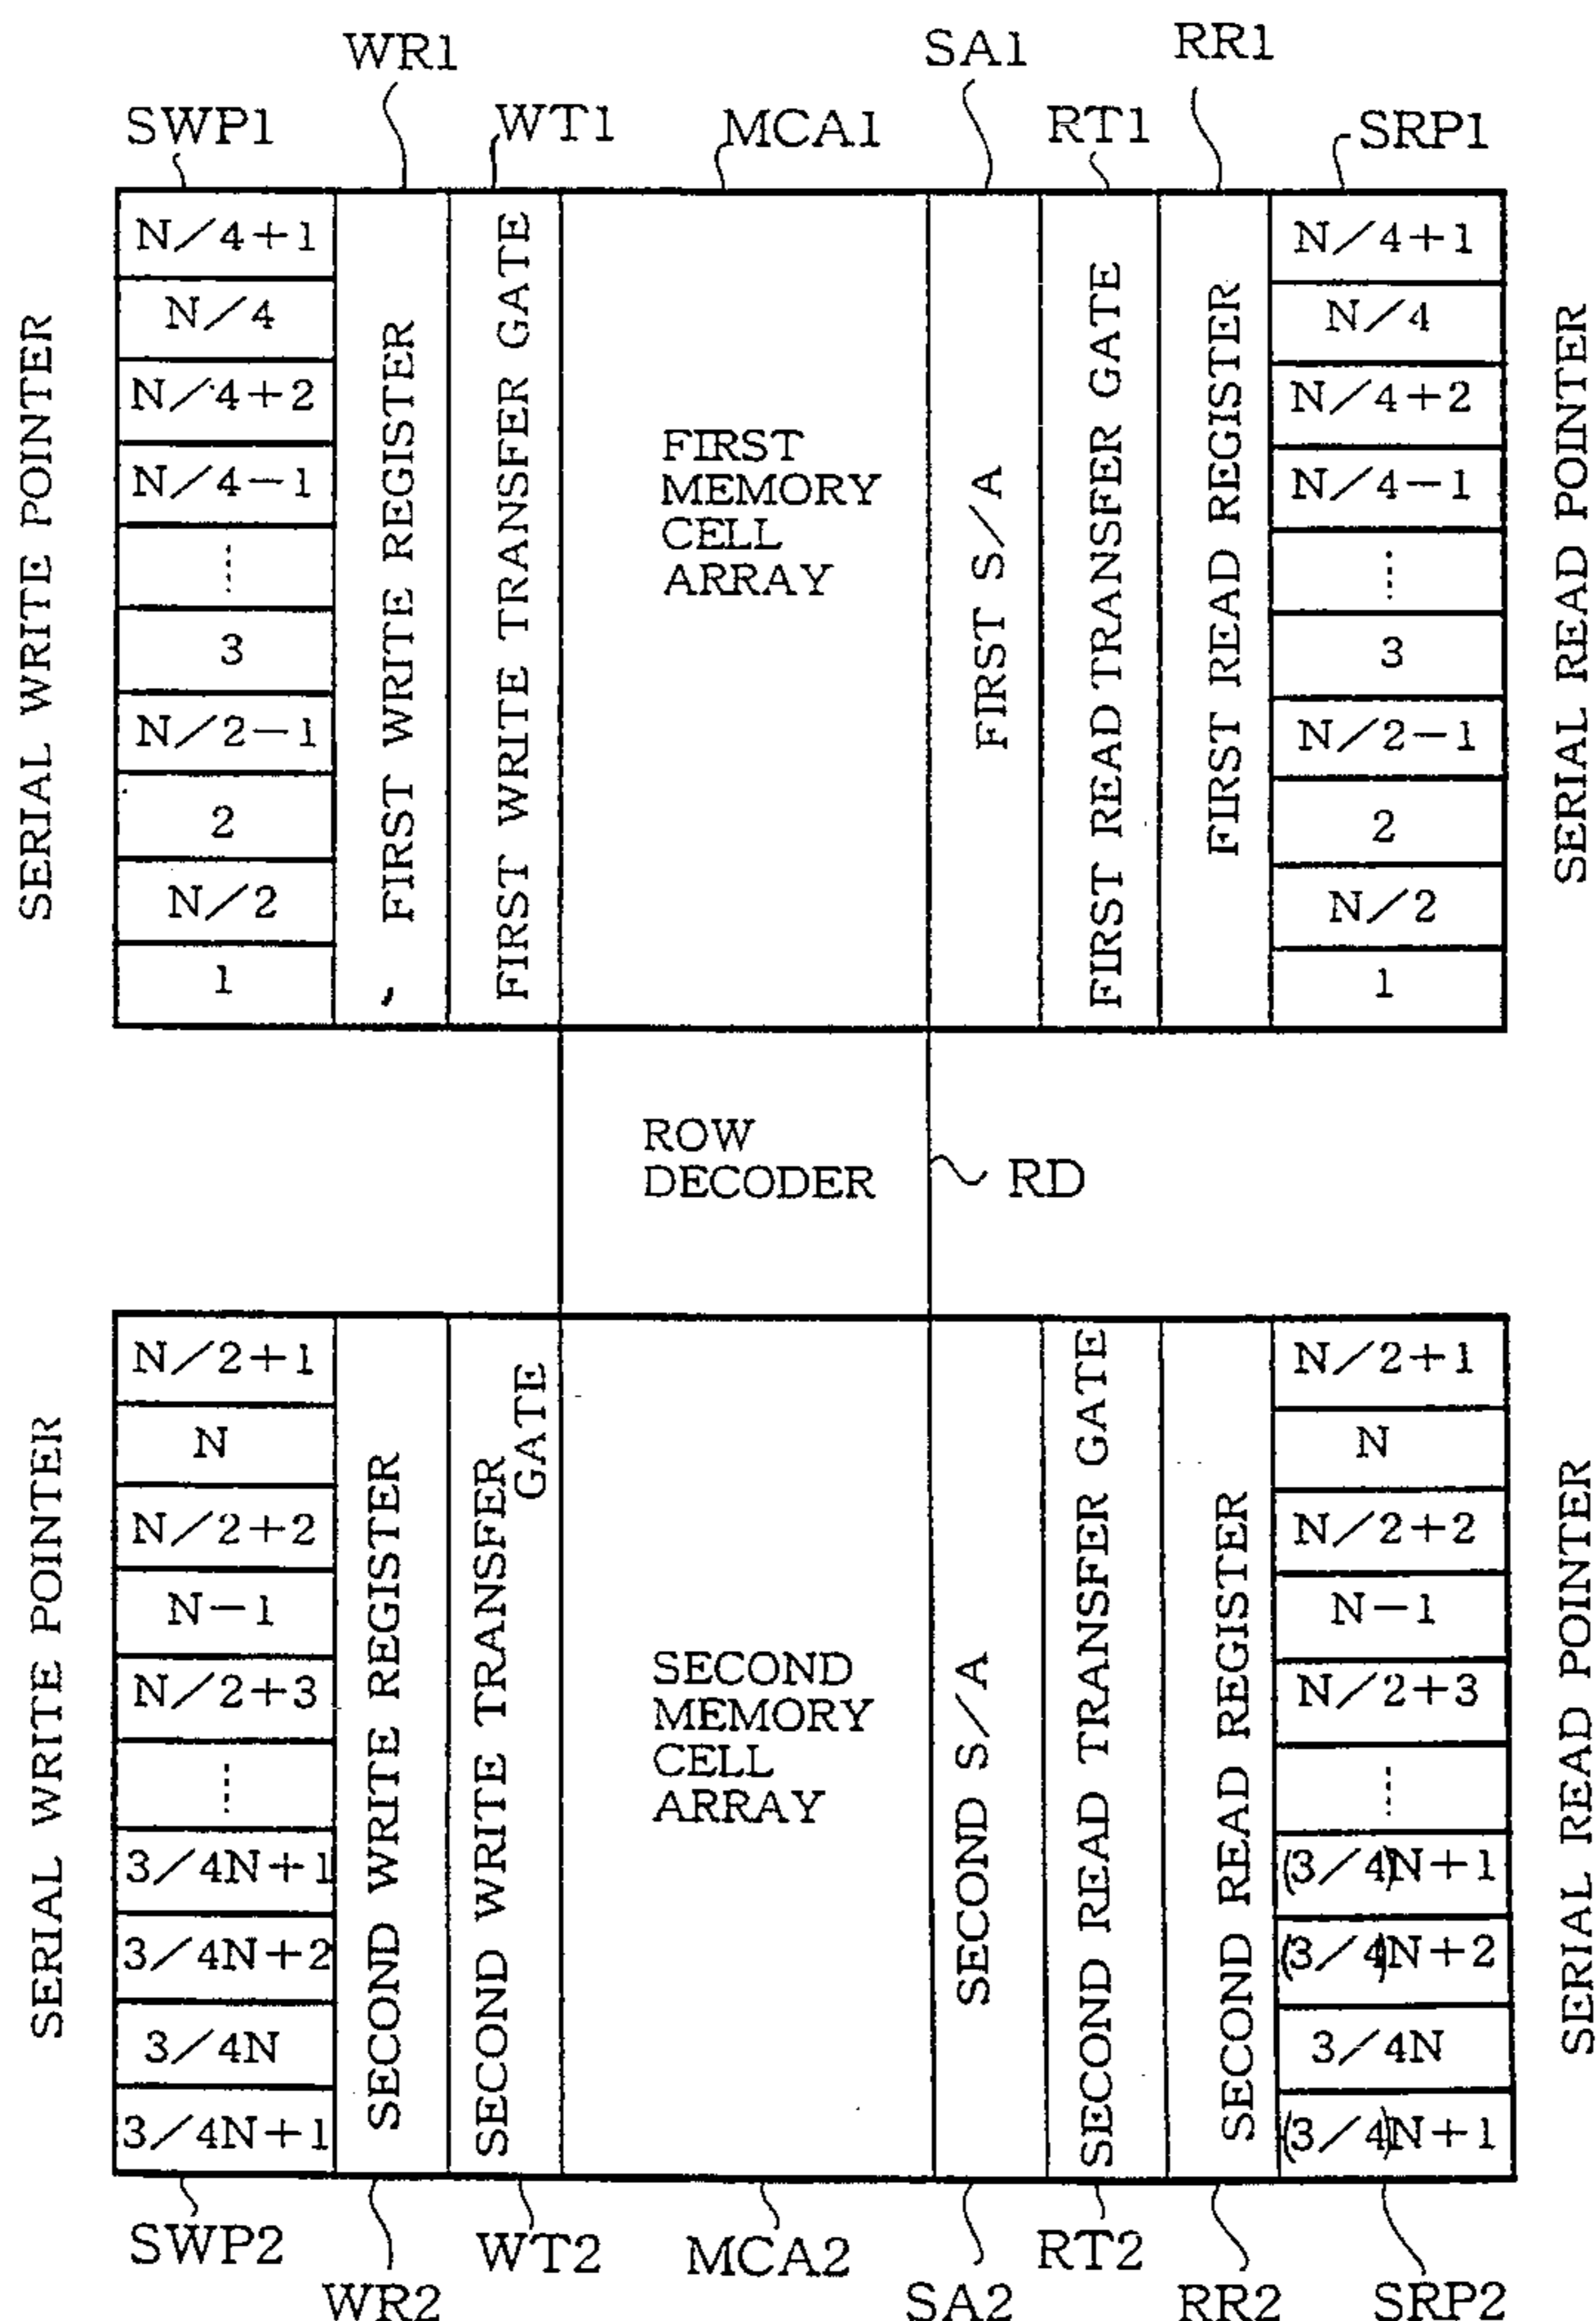 WR1
SA1
RR1
SWP1
WT1
MCA1
RT1
SRP1
SERIAL WRITE POINTER
N/4+1
N/4
N/4+2
N/4-1
3
N/2-1
2
N/2
1
FIRST WRITE REGISTER
FIRST WRITE TRANSFER GATE
FIRST
MEMORY
CELL
ARRAY
FIRST S/A
FIRST READ TRANSFER GATE
FIRST READ REGISTER
N/4+1
N/4
N/4+2
N/4-1
3
N/2-1
2
N/2
1
SERIAL READ POINTER
ROW
DECODER
RD
SERIAL WRITE POINTER
N/2+1
N
N/2+2
N-1
N/2+3
3/4N+1
3/4N+2
3/4N
3/4N+1
SECOND WRITE REGISTER
SECOND WRITE TRANSFER
GATE
SECOND
MEMORY
CELL
ARRAY
SECOND S/A
SECOND READ TRANSFER GATE
SECOND READ REGISTER
N/2+1
N
N/2+2
N-1
N/2+3
(3/4)N+1
(3/4)N+2
3/4N
(3/4)N+1
SERIAL READ POINTER
SWP2
WR2
WT2
MCA2
SA2
RT2
RR2
SRP2